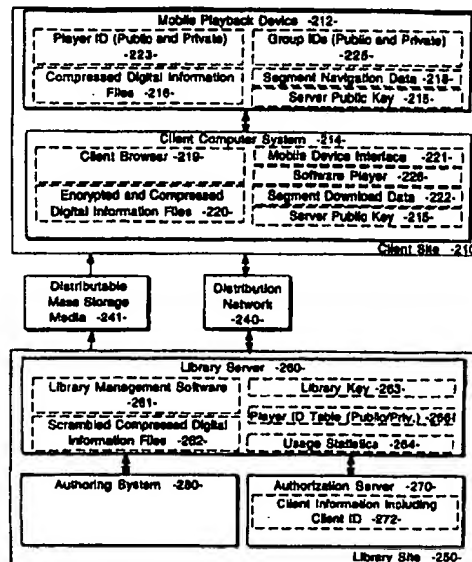 Mobile Playback Device -212-
Player ID (Public and Private)
-223-
Group IDs (Public and Private)
-225-
Compressed Digital Information
Files -216-
Segment Navigation Data -218-
Server Public Key -215-
Client Computer System -214-
Client Browser -219-
Mobile Device Interface -221-
Software Player -226-
Encrypted and Compressed
Digital Information Files -220-
Segment Download Data -222-
Server Public Key -215-
Client Site -210
Distributable
Mass Storage
Media -241-
Distribution
Network
-240-
Library Server -260-
Library Management Software
-261-
Library Key -263-
Player ID Table (Public/Priv.) -266-
Scrambled Compressed Digital
Information Files -262-
Usage Statistics -264-
Authoring System -280-
Authorization Server -270-
Client Information Including
Client ID -272-
Library Site -250-